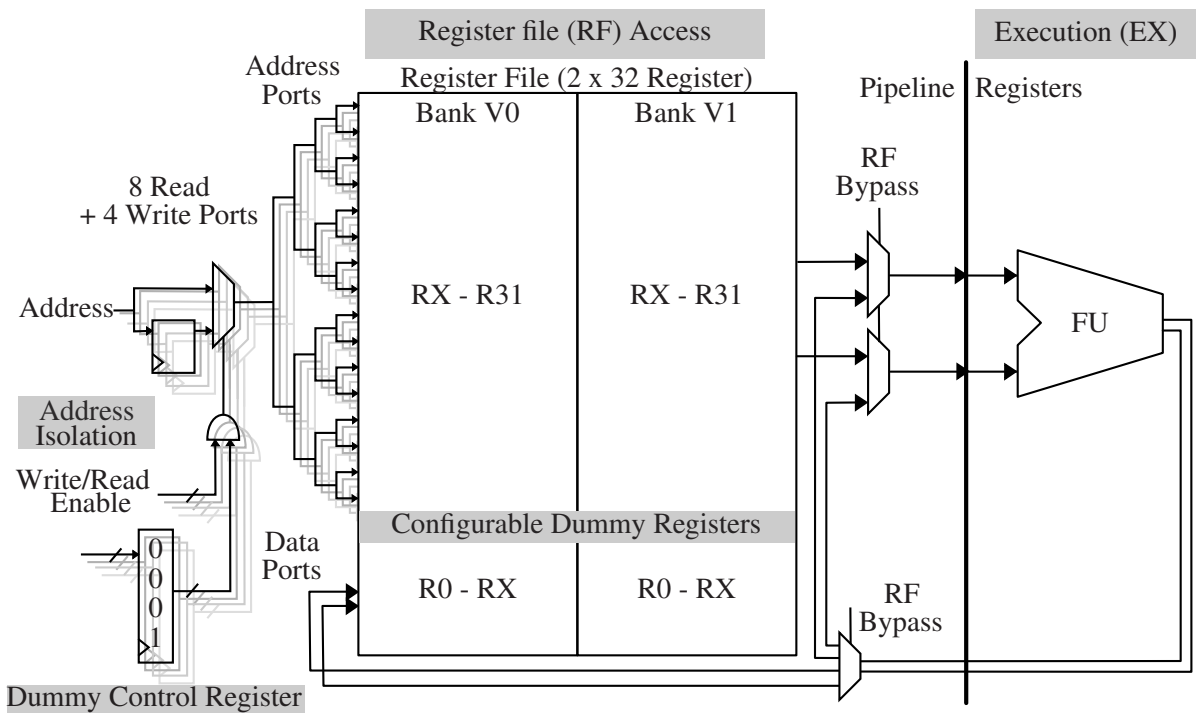 Register file (RF) Access
Execution (EX)
Address
Ports
Register File (2 x 32 Register)
Pipeline
Registers
Bank V0
Bank V1
RF
Bypass
8 Read
+ 4 Write Ports
Address
RX - R31
RX - R31
FU
Address
Isolation
Write/Read
Enable
Configurable Dummy Registers
Data
Ports
0
0
0
1
R0 - RX
R0 - RX
RF
Bypass
Dummy Control Register